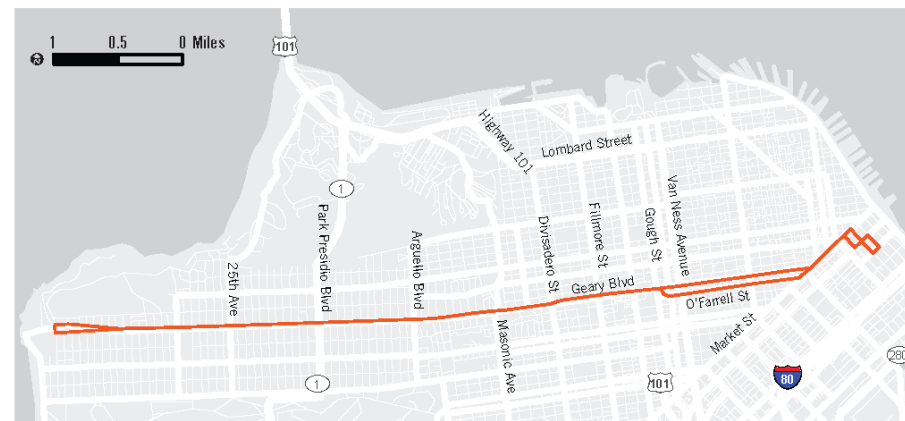 1 0.5 0 Miles
N
101
Highway 101
Lombard Street
1
Van Ness Avenue
Gough St
Fillmore St
Divisadero St
Arguello Blvd
Park Presidio Blvd
25th Ave
Geary Blvd
O'Farrell St
Market St
Masonic Ave
1
101
80
280